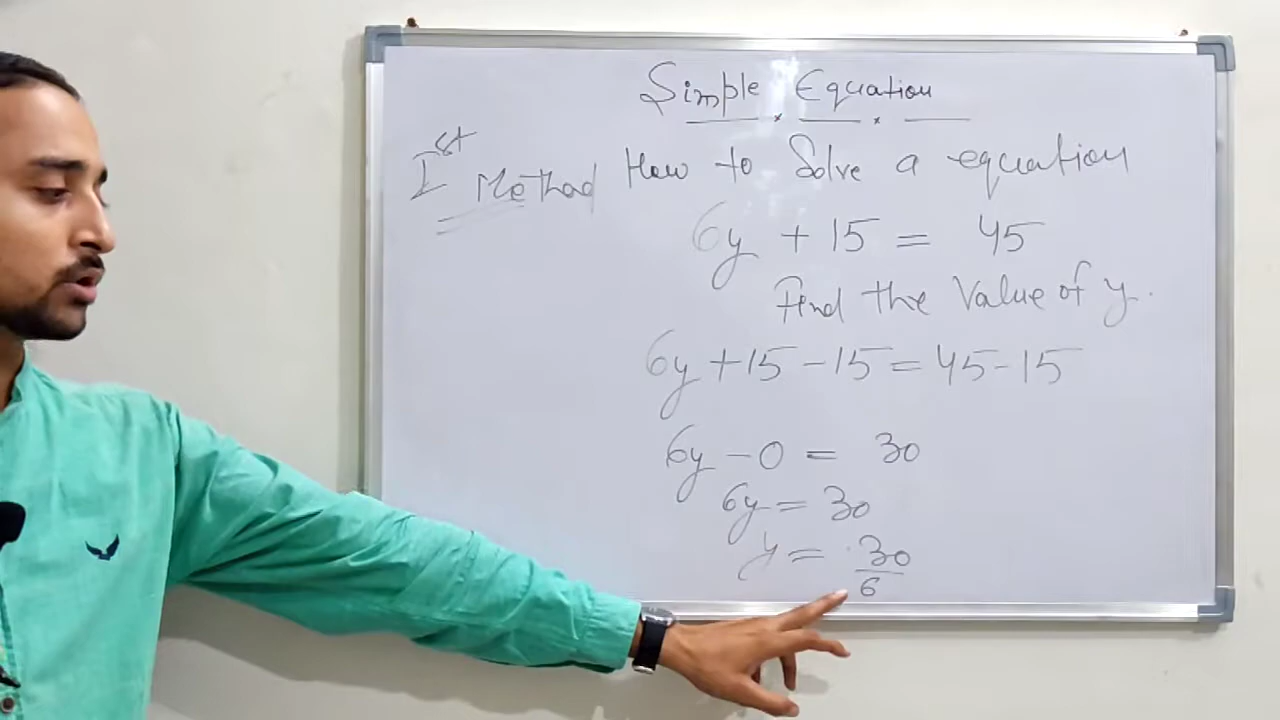 Simple Equation
Ist Method How to Solve a equation
6y + 15 = 45
Find the Value of y.
6y + 15 - 15 = 45 - 15
6y - 0 = 30
6y = 30
y = 30/6